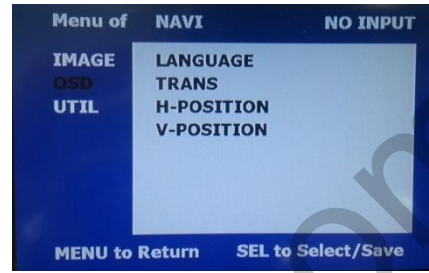 Menu of NAVI NO INPUT
IMAGE LANGUAGE
OSD TRANS
UTIL H-POSITION
V-POSITION
MENU to Return SEL to Select/Save